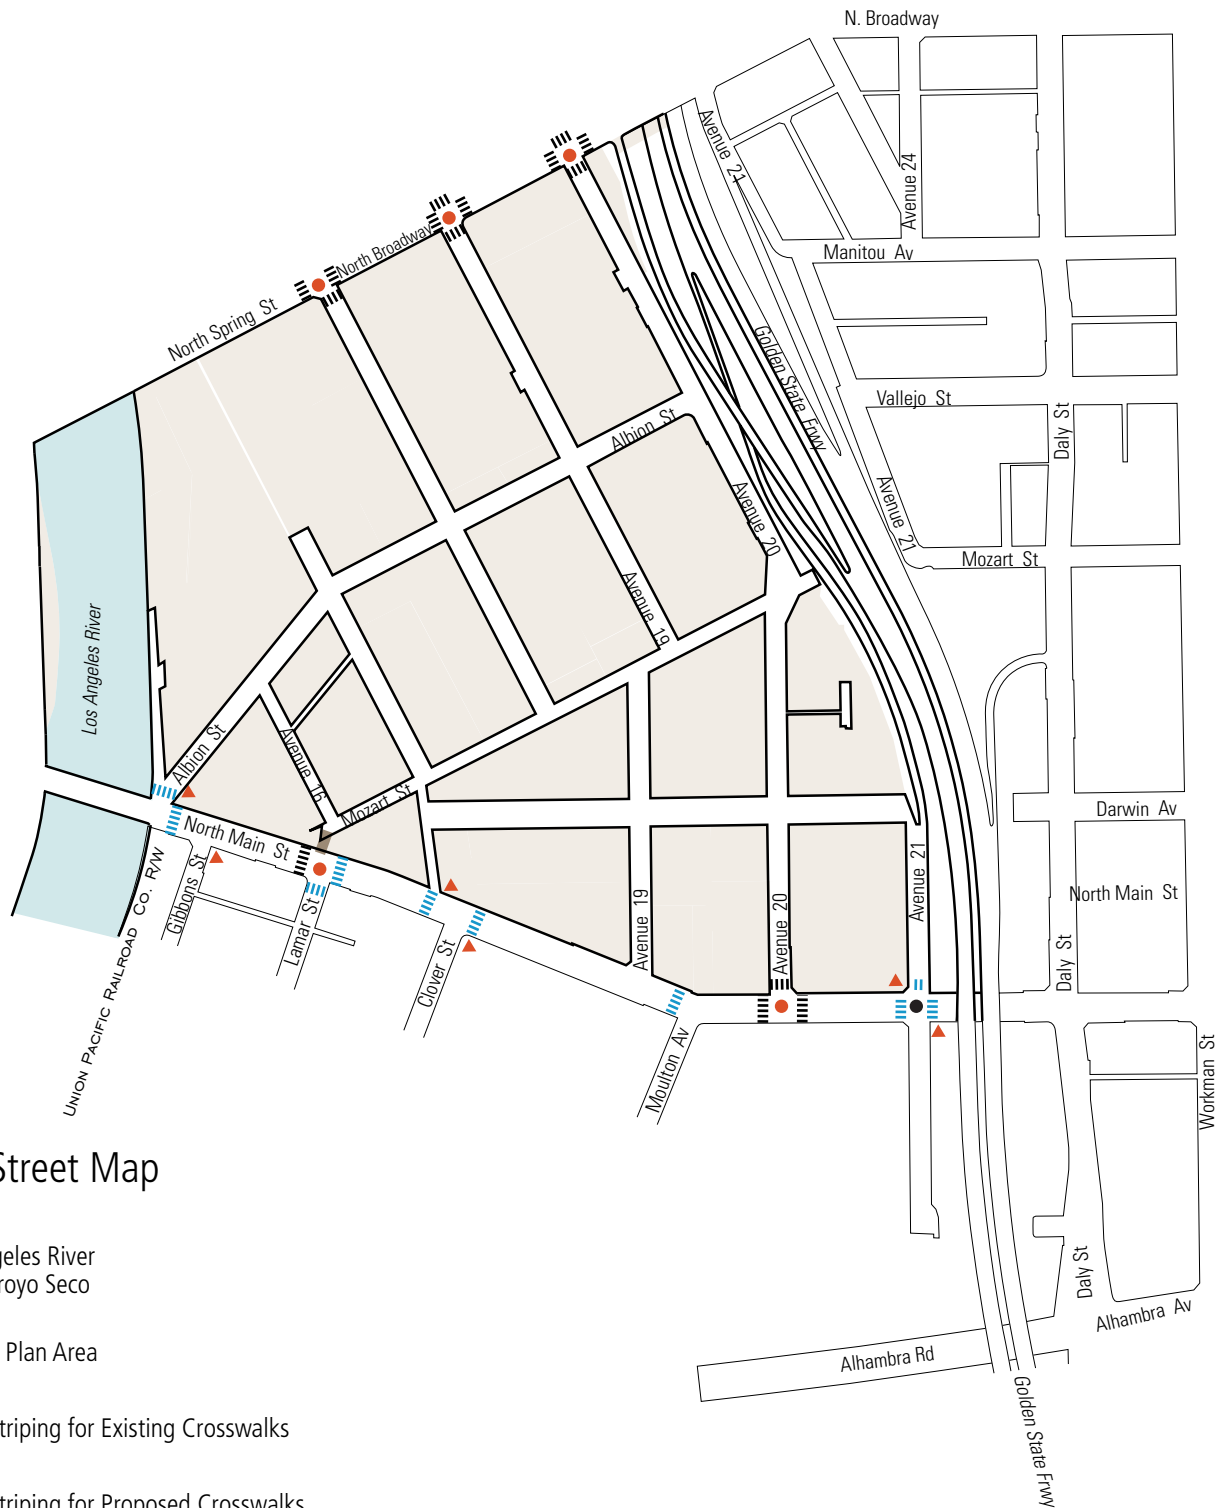 N. Broadway
Avenue 21
Avenue 24
Manitou Av
North Broadway
North Spring St
Golden State Frwy
Vallejo St
Daly St
Albion St
Avenue 20
Avenue 21
Mozart St
Avenue 19
Los Angeles River
Albion St
Avenue 16
Mozart St
Darwin Av
North Main St
Gibbons St
Lamar St
Clover St
Avenue 19
Avenue 20
Avenue 21
North Main St
Daly St
UNION PACIFIC RAILROAD CO. R/W
Moulton Av
Workman St
Street Map
geles River
royo Seco
Daly St
Alhambra Av
Plan Area
Alhambra Rd
Golden State Frwy
triping for Existing Crosswalks
triping for Proposed Crosswalks